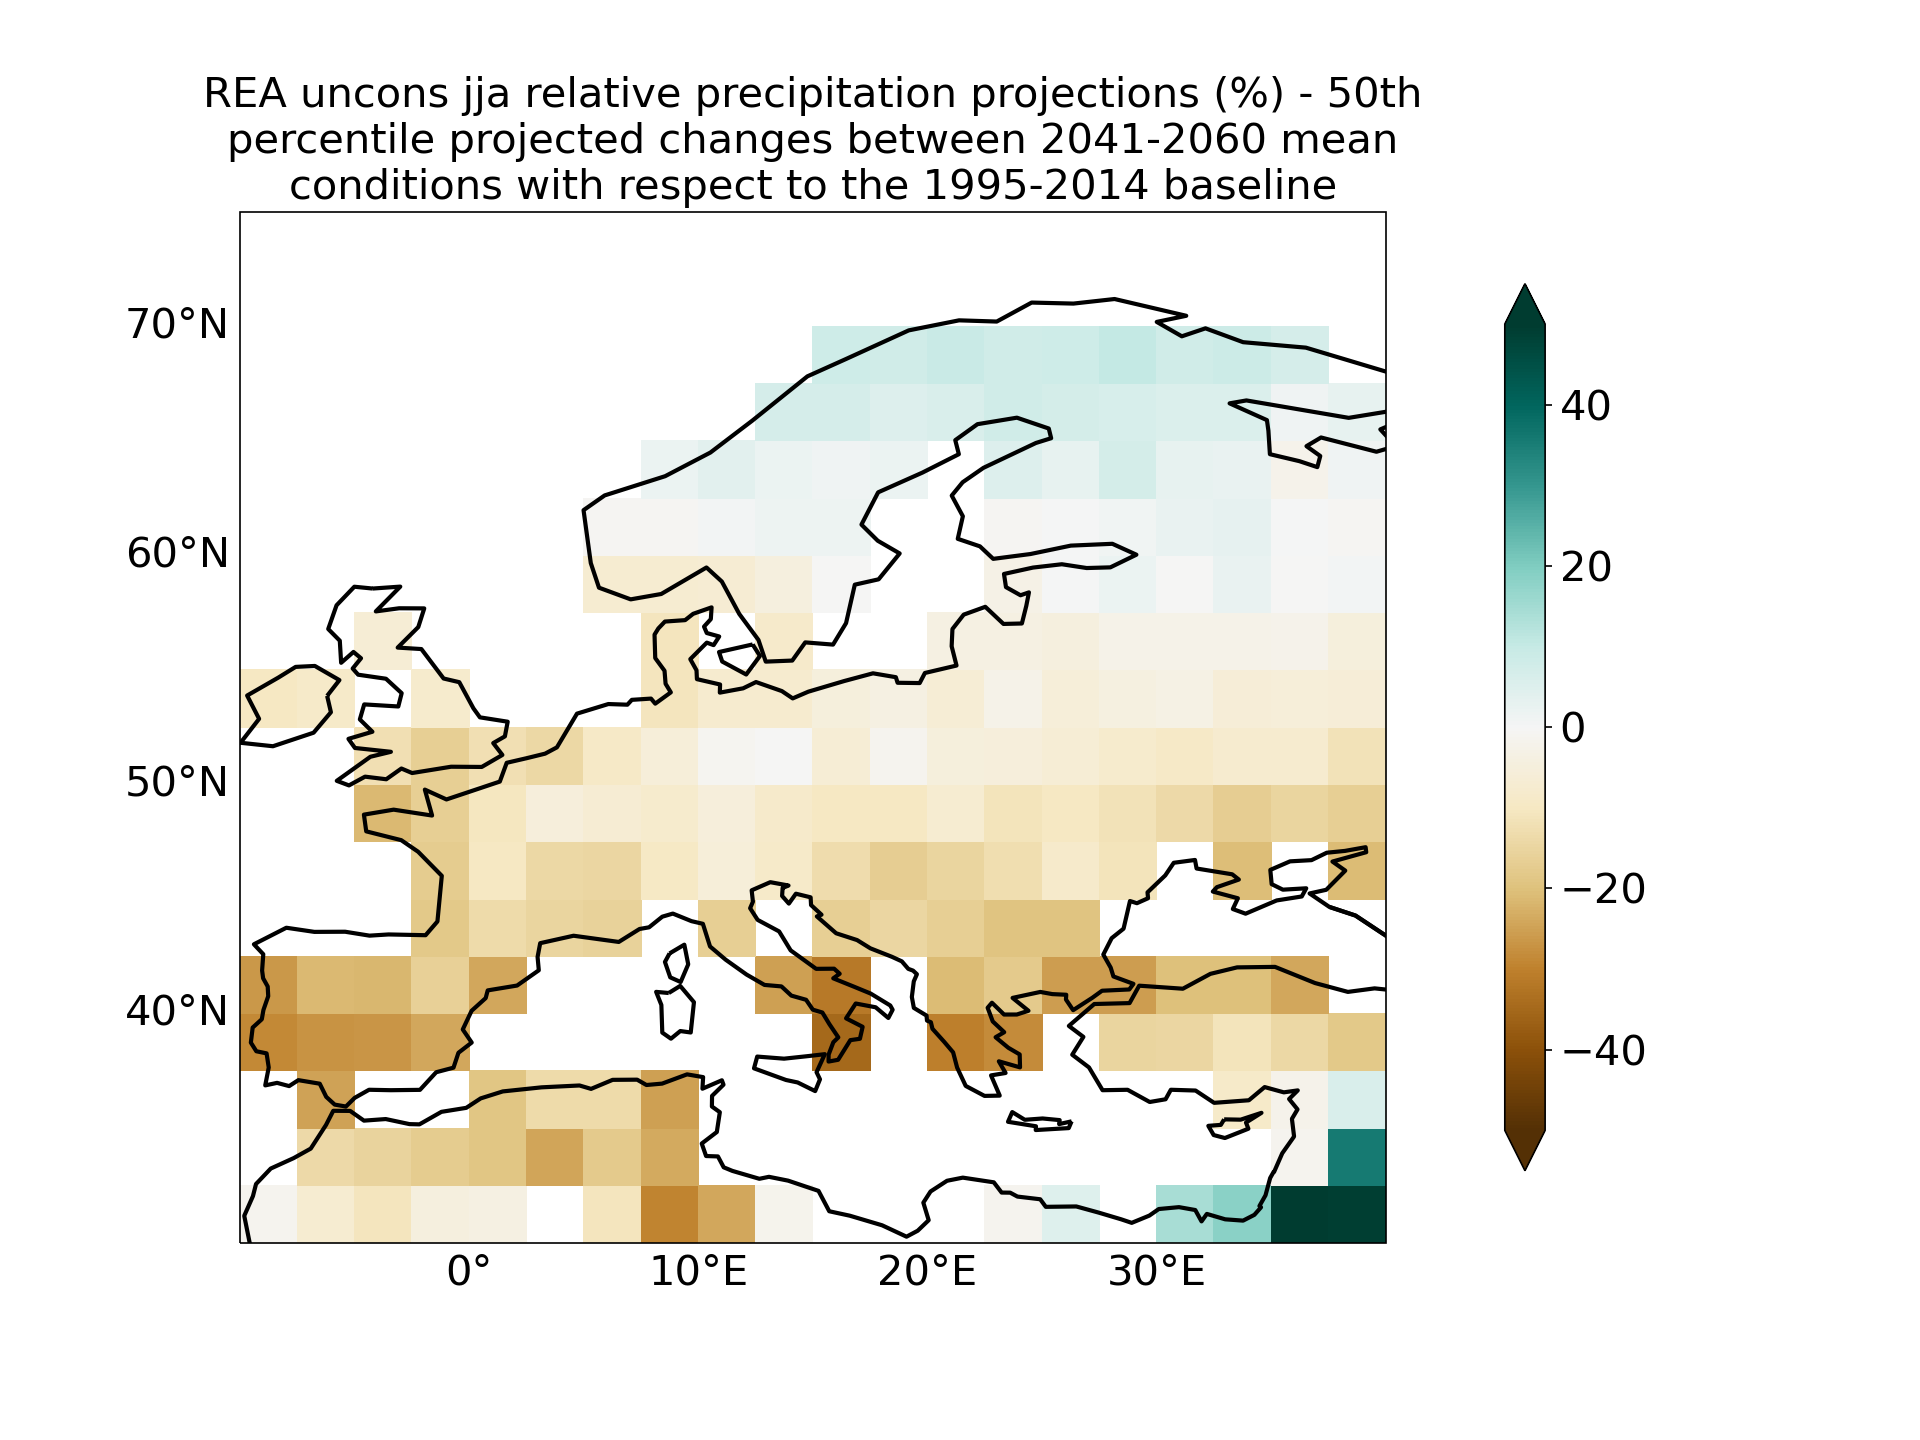 REA uncons jja relative precipitation projections (%) - 50th
percentile projected changes between 2041-2060 mean
conditions with respect to the 1995-2014 baseline
70°N
60°N
50°N
40°N
0°
10°E
20°E
30°E
40
20
0
−20
−40